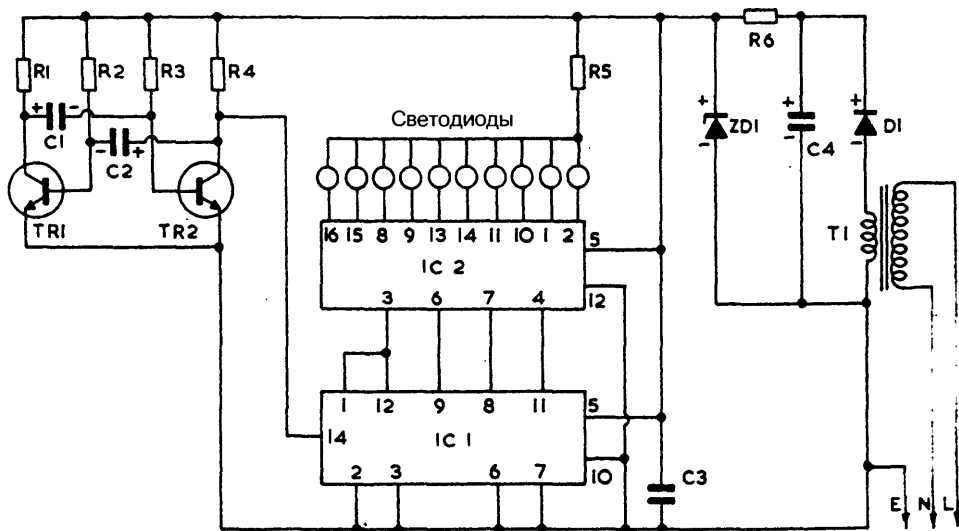 R6
R1 R2 R3 R4 R5
+ - C1
- + C2
Светодиоды
+ ZD1 -
+ C4 -
+ D1 -
TR1 TR2
T1
16 15 8 9 13 14 11 10 1 2
5
IC 2
12
3 6 7 4
1 12 9 8 11
5
14
IC 1
10
2 3 6 7
C3
E N L